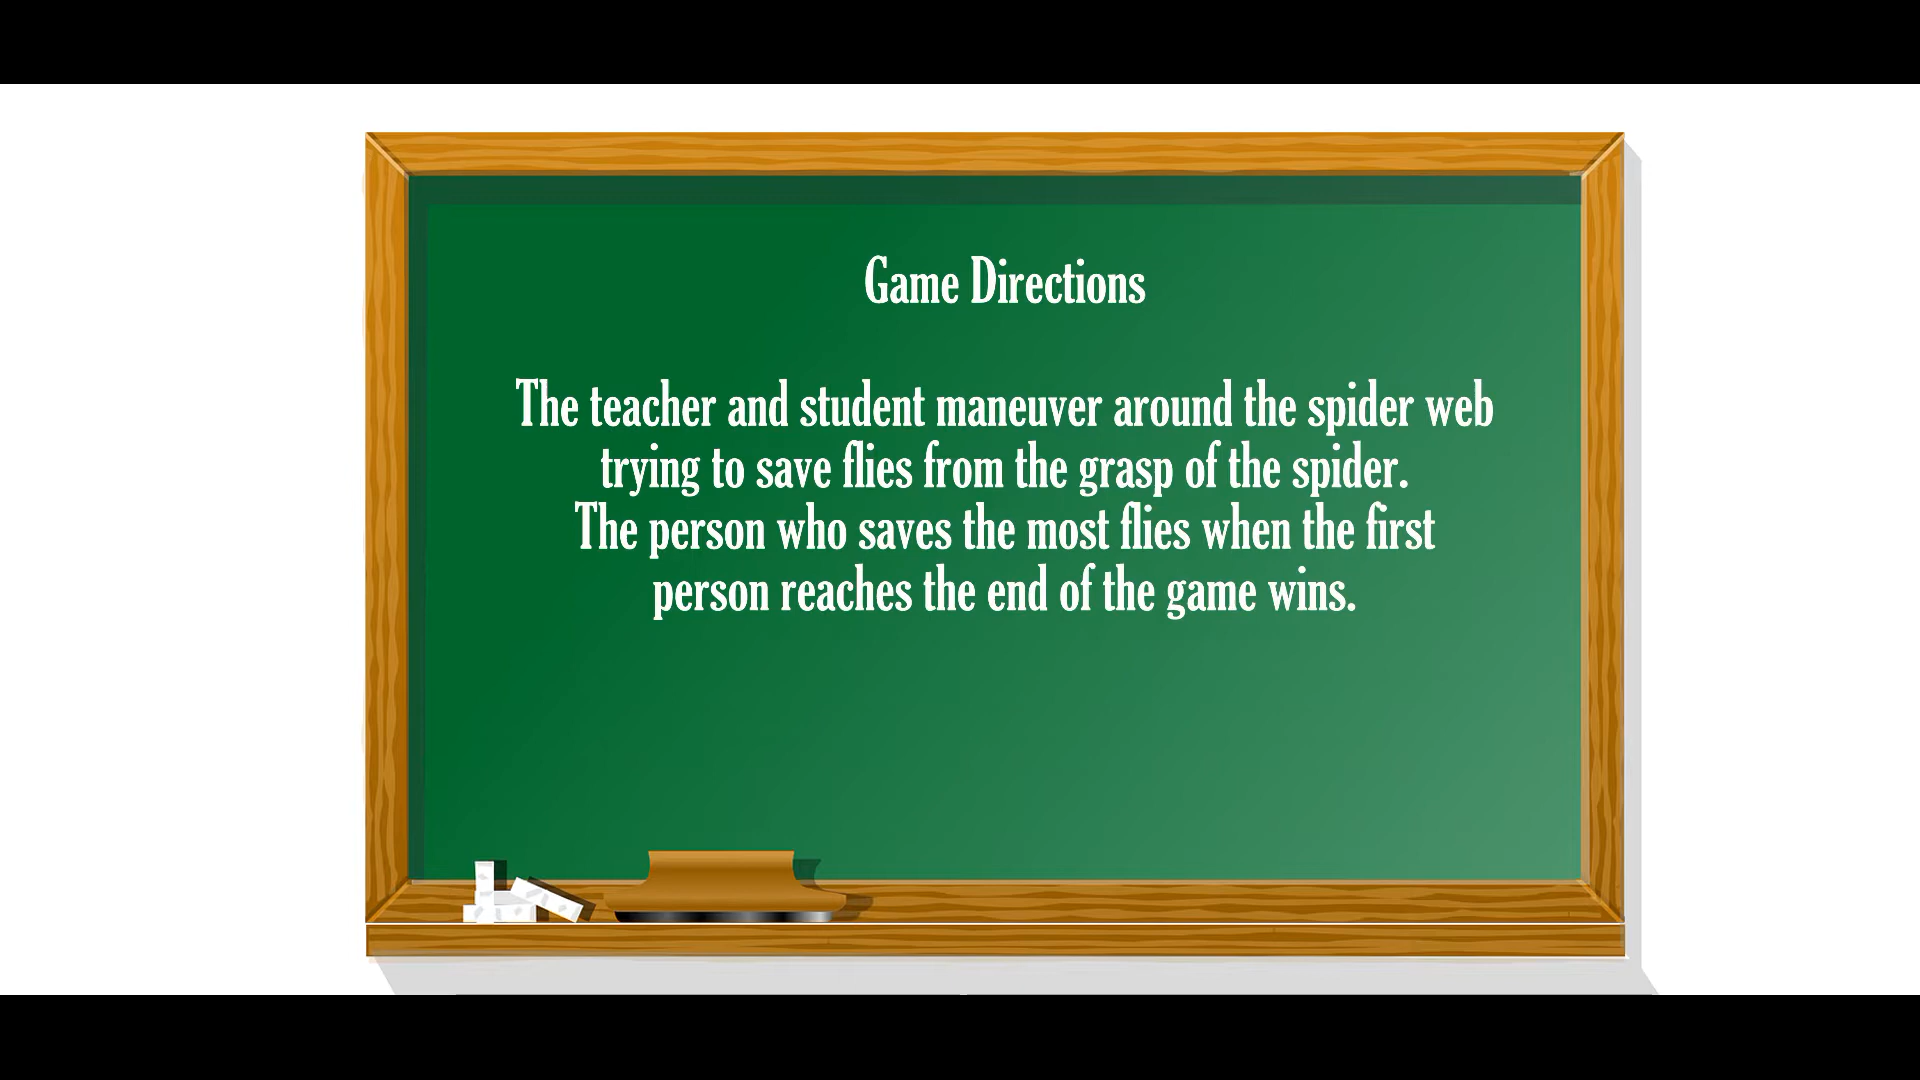 Game Directions
The teacher and student maneuver around the spider web
trying to save flies from the grasp of the spider.
The person who saves the most flies when the first
person reaches the end of the game wins.